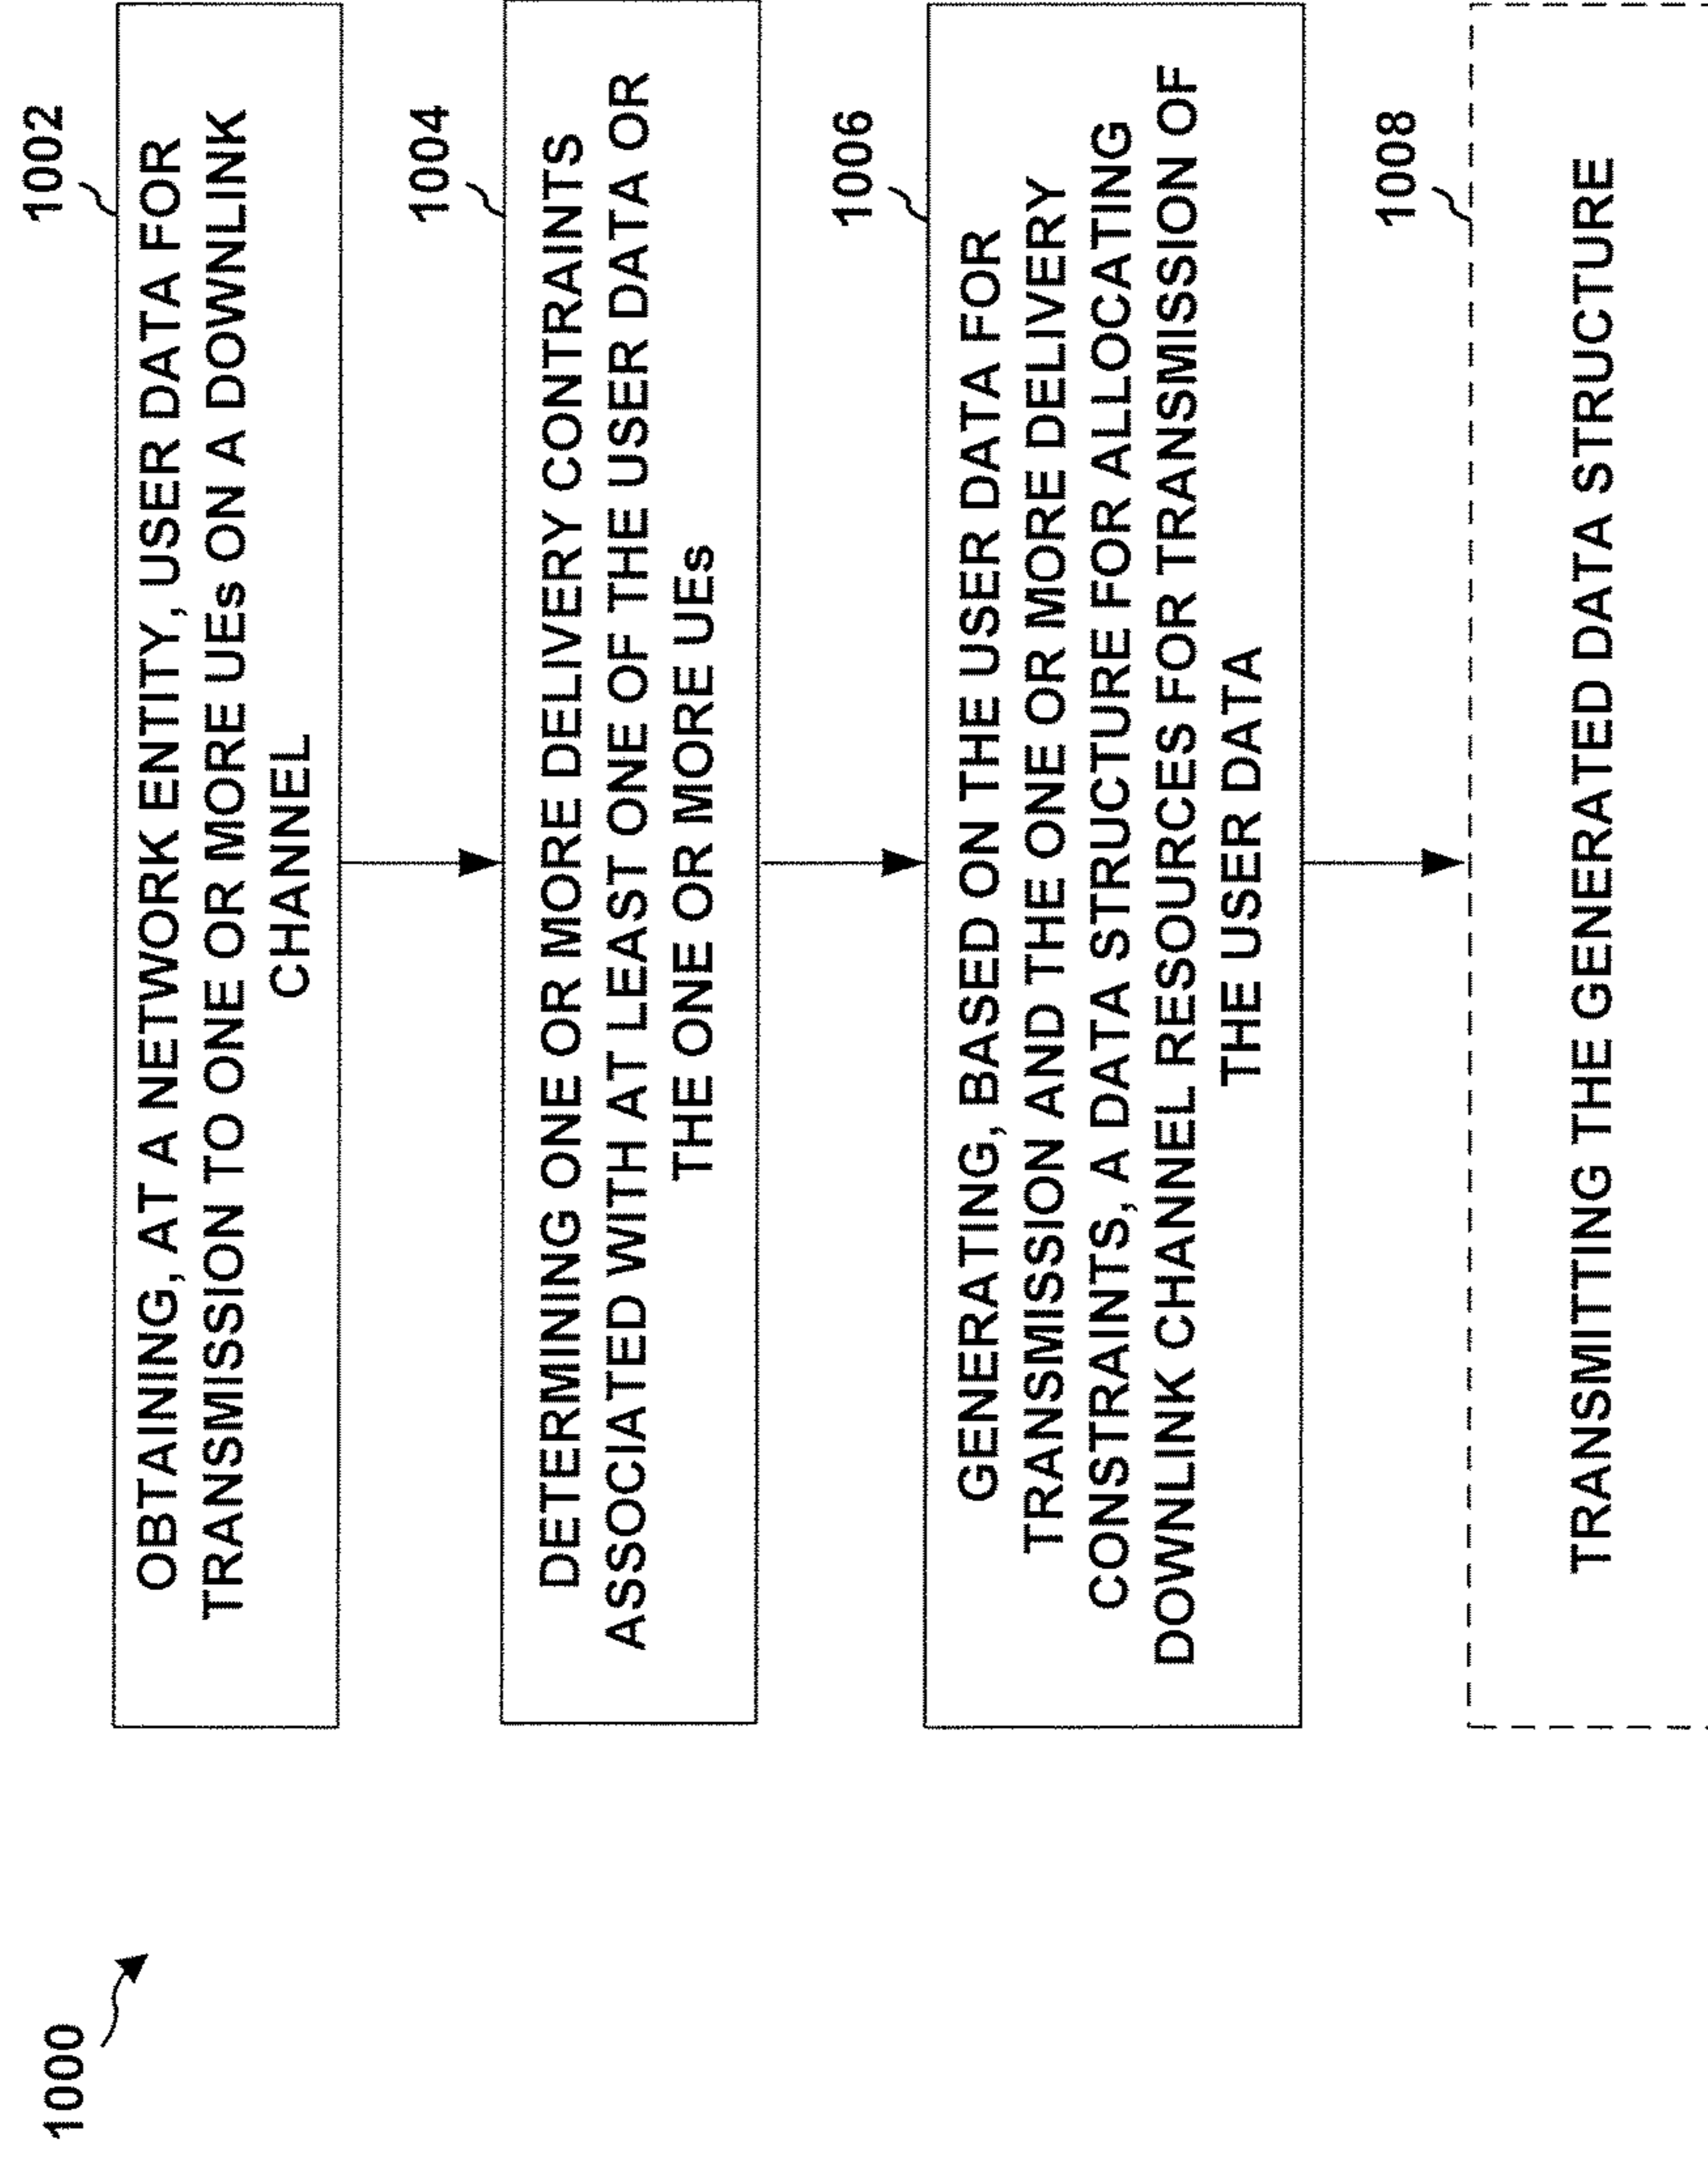 1000
1002
OBTAINING, AT A NETWORK ENTITY, USER DATA FOR
TRANSMISSION TO ONE OR MORE UEs ON A DOWNLINK
CHANNEL
1004
DETERMINING ONE OR MORE DELIVERY CONTRAINTS
ASSOCIATED WITH AT LEAST ONE OF THE USER DATA OR
THE ONE OR MORE UEs
1006
GENERATING, BASED ON THE USER DATA FOR
TRANSMISSION AND THE ONE OR MORE DELIVERY
CONSTRAINTS, A DATA STRUCTURE FOR ALLOCATING
DOWNLINK CHANNEL RESOURCES FOR TRANSMISSION OF
THE USER DATA
1008
TRANSMITTING THE GENERATED DATA STRUCTURE